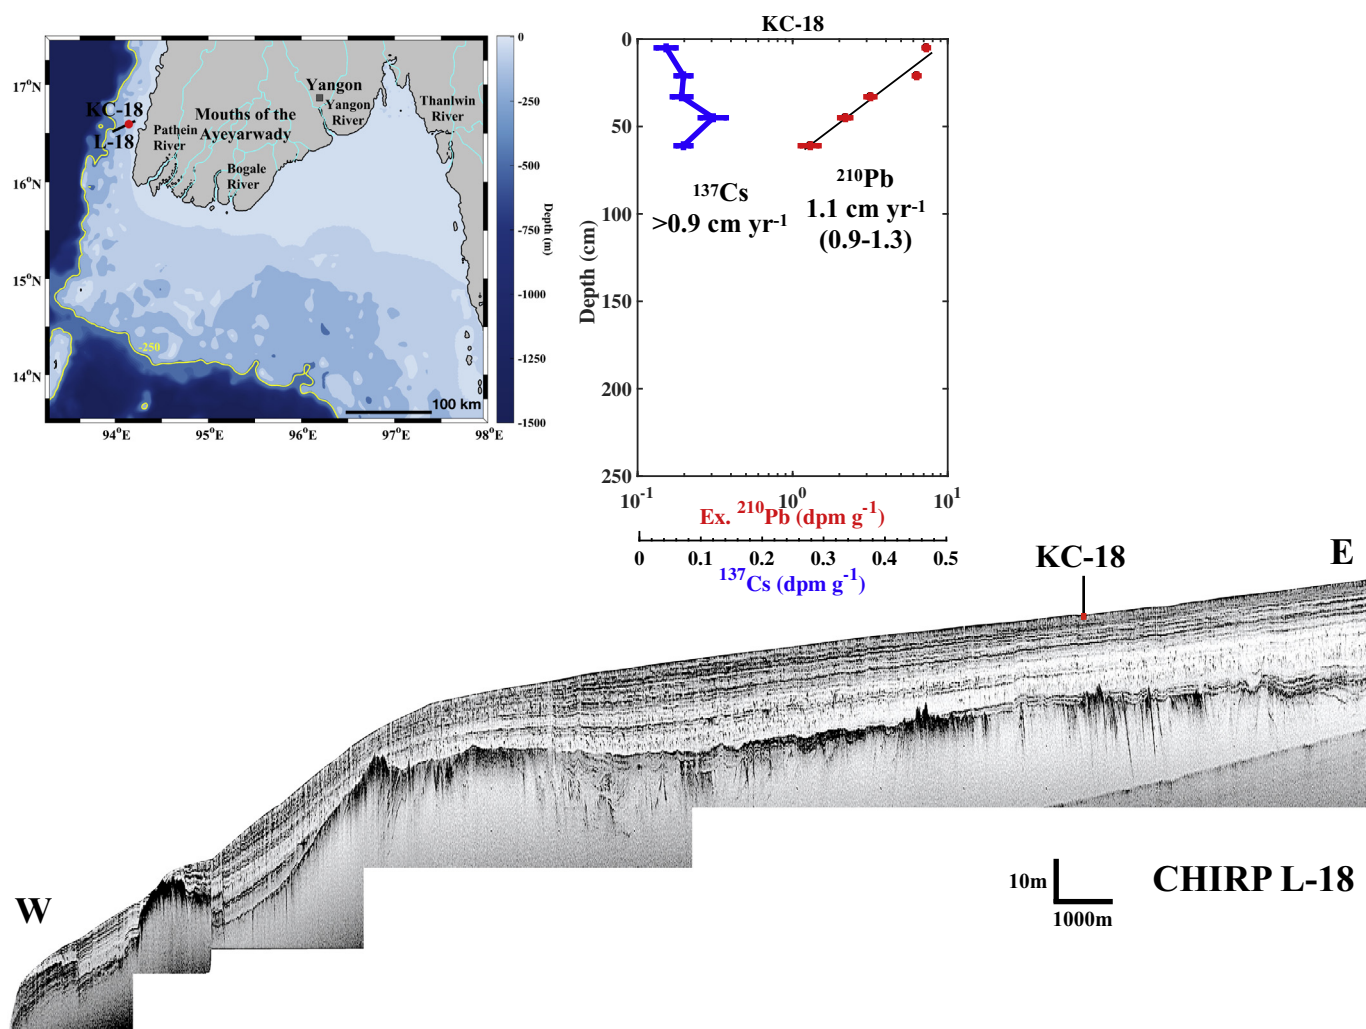 17°N
16°N
15°N
14°N
94°E
95°E
96°E
97°E
98°E
KC-18
L-18
Pathein
River
Mouths of the
Ayeyarwady
Yangon
Yangon
River
Thanlwin
River
Bogale
River
-250
100 km
0
-250
-500
-750
-1000
-1250
-1500
Depth (m)
KC-18
0
50
100
150
200
250
Depth (cm)
137Cs
>0.9 cm yr-1
210Pb
1.1 cm yr-1
(0.9-1.3)
10-1
100
101
Ex. 210Pb (dpm g-1)
0
0.1
0.2
0.3
0.4
0.5
137Cs (dpm g-1)
KC-18
E
W
10m
1000m
CHIRP L-18